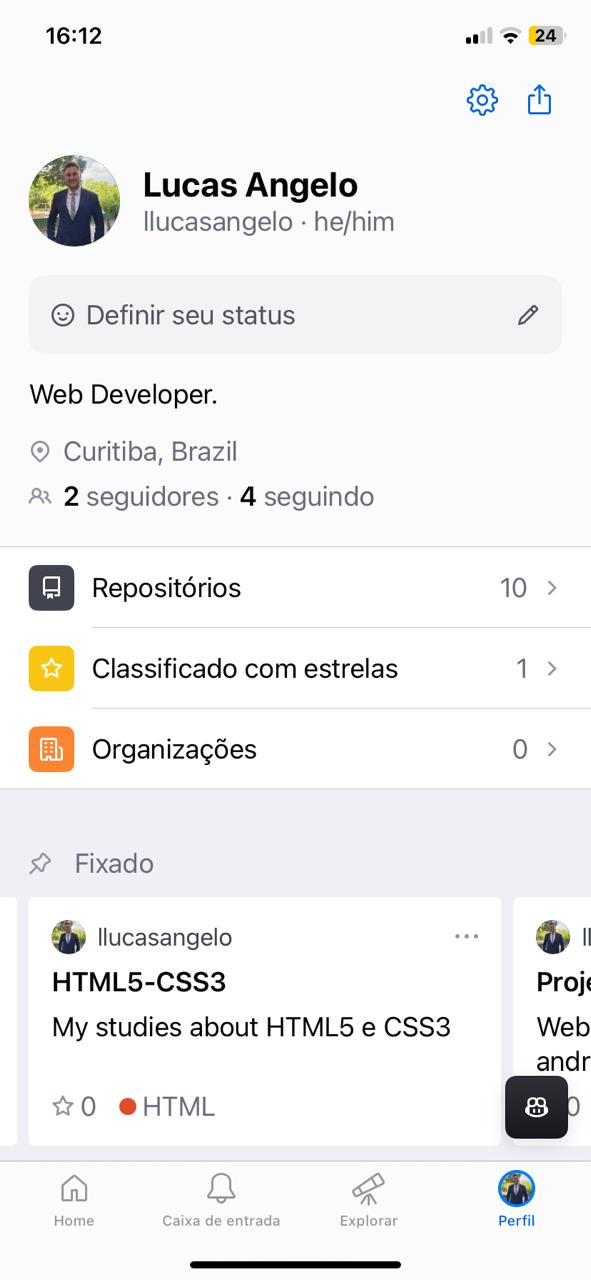 16:12
24
Lucas Angelo
llucasangelo · he/him
Definir seu status
Web Developer.
Curitiba, Brazil
2 seguidores · 4 seguindo
Repositórios 10
Classificado com estrelas 1
Organizações 0
Fixado
llucasangelo
HTML5-CSS3
My studies about HTML5 e CSS3
0 HTML
ll
Proje
Web
andr
0
Home
Caixa de entrada
Explorar
Perfil